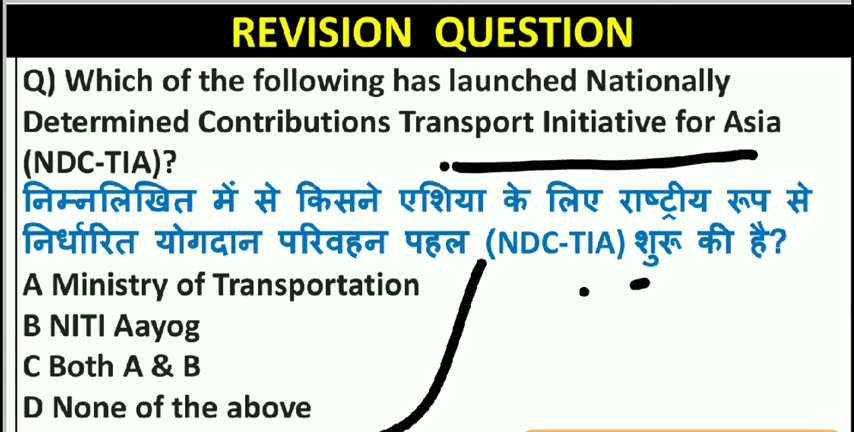 REVISION QUESTION
Q) Which of the following has launched Nationally
Determined Contributions Transport Initiative for Asia
(NDC-TIA)?
निम्नलिखित में से किसने एशिया के लिए राष्ट्रीय रूप से
निर्धारित योगदान परिवहन पहल (NDC-TIA) शुरू की है?
A Ministry of Transportation
B NITI Aayog
C Both A & B
D None of the above